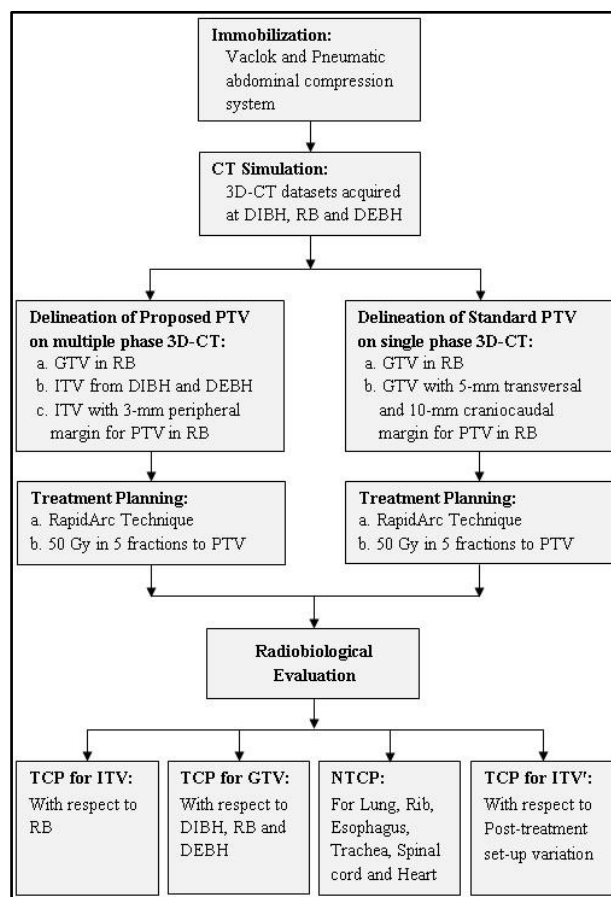 Immobilization:
Vaclok and Pneumatic
abdominal compression
system
CT Simulation:
3D-CT datasets acquired
at DIBH, RB and DEBH
Delineation of Proposed PTV
on multiple phase 3D-CT:
a. GTV in RB
b. ITV from DIBH and DEBH
c. ITV with 3-mm peripheral
margin for PTV in RB
Delineation of Standard PTV
on single phase 3D-CT:
a. GTV in RB
b. GTV with 5-mm transversal
and 10-mm craniocaudal
margin for PTV in RB
Treatment Planning:
a. RapidArc Technique
b. 50 Gy in 5 fractions to PTV
Treatment Planning:
a. RapidArc Technique
b. 50 Gy in 5 fractions to PTV
Radiobiological
Evaluation
TCP for ITV:
With respect to
RB
TCP for GTV:
With respect to
DIBH, RB and
DEBH
NTCP:
For Lung, Rib,
Esophagus,
Trachea, Spinal
cord and Heart
TCP for ITV':
With respect to
Post-treatment
set-up variation